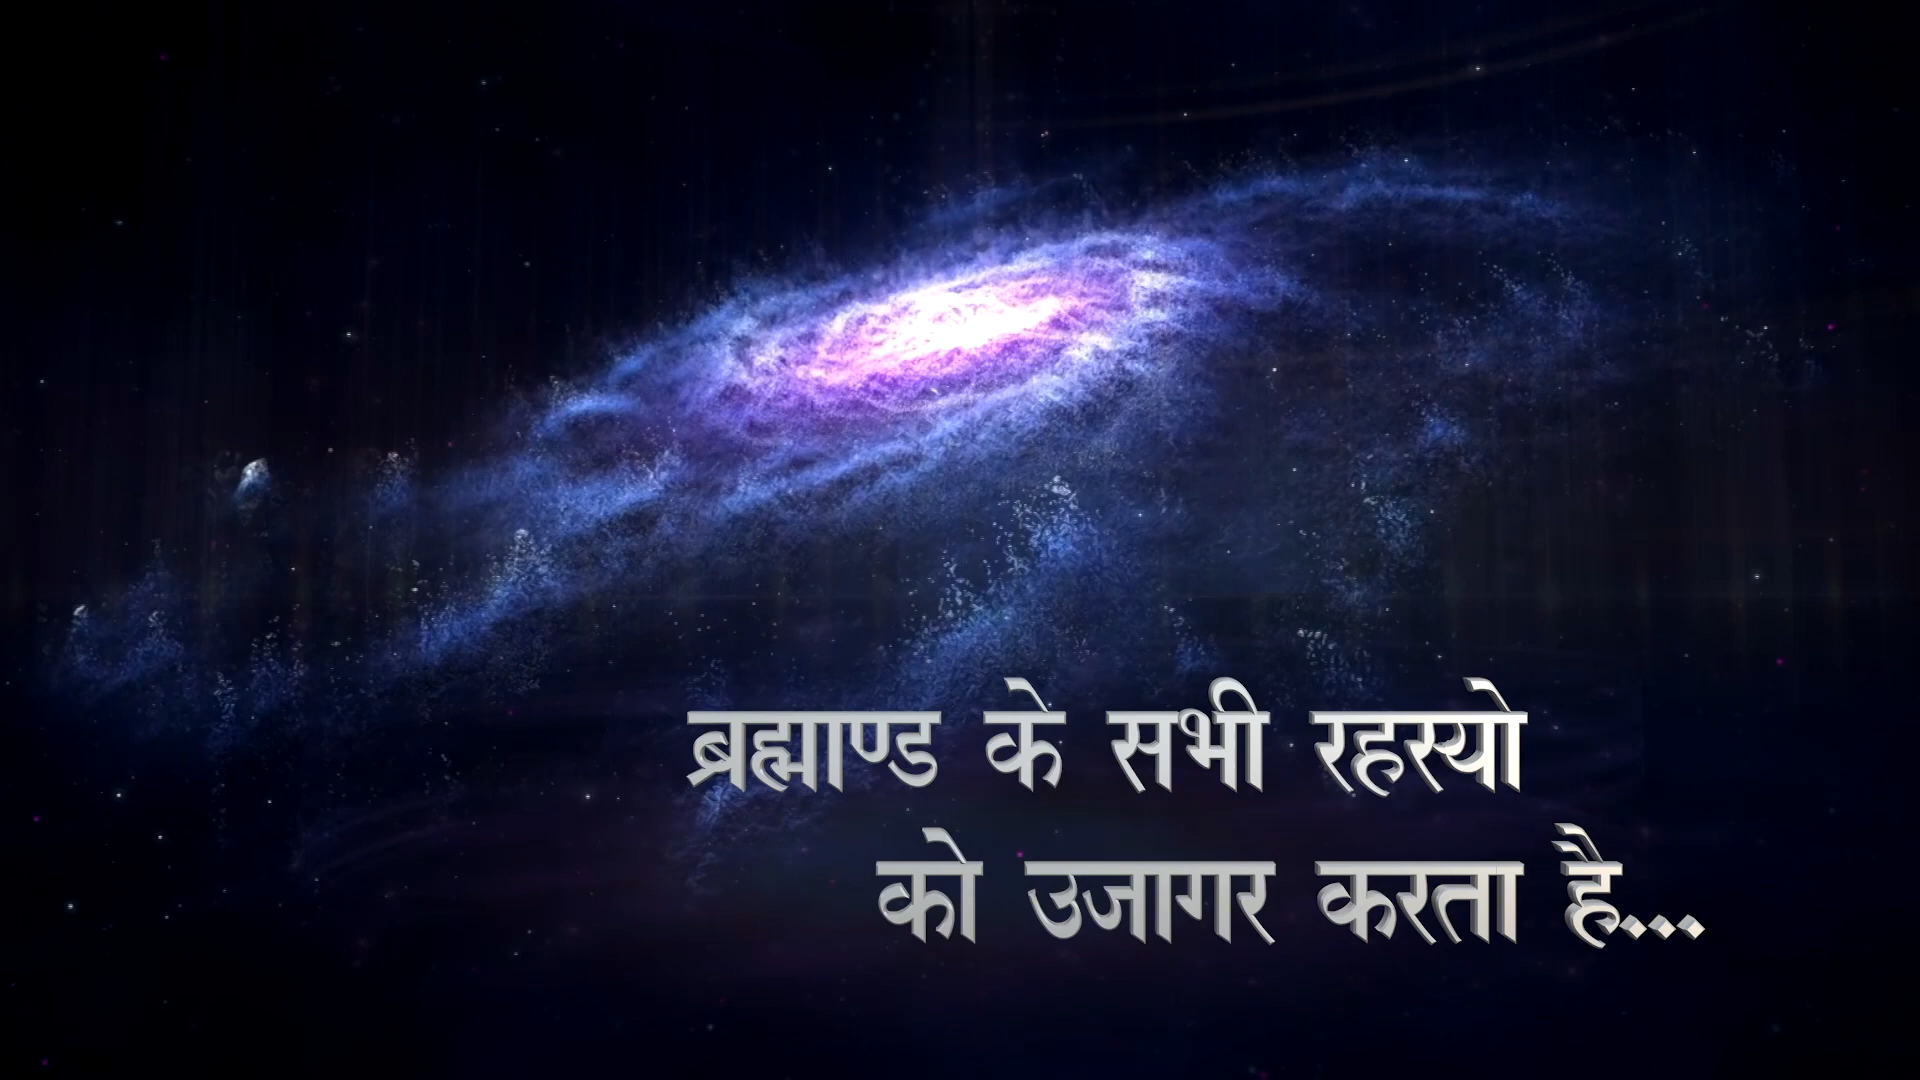 ब्रह्माण्ड के सभी रहस्यो
को उजागर करता है...